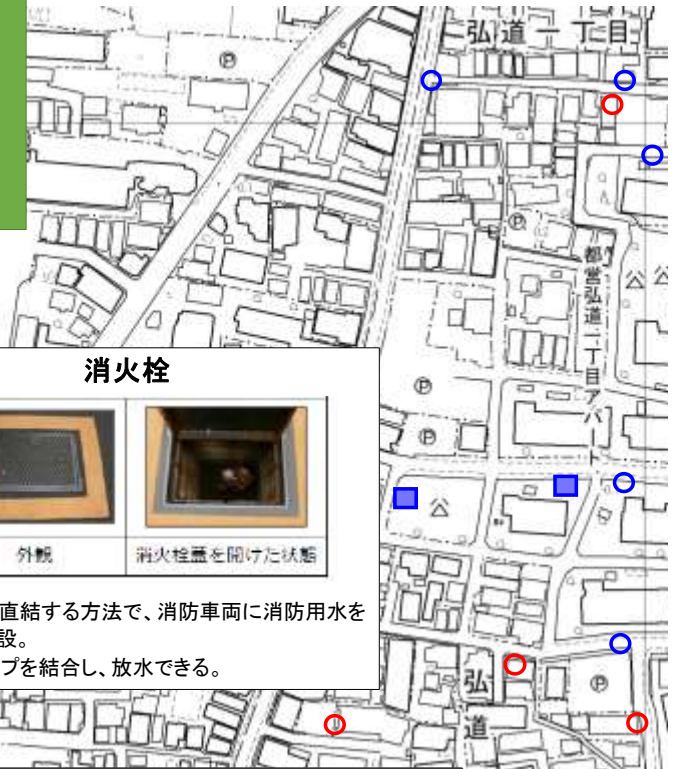 弘道一丁目
Ⓟ
Ⓟ
都営弘道一丁目アパート
Ⓟ
Ⓟ
消火栓
外観
消火栓蓋を開けた状態
直結する方法で、消防車両に消防用水を
設。
プを結合し、放水できる。
弘道
Ⓟ